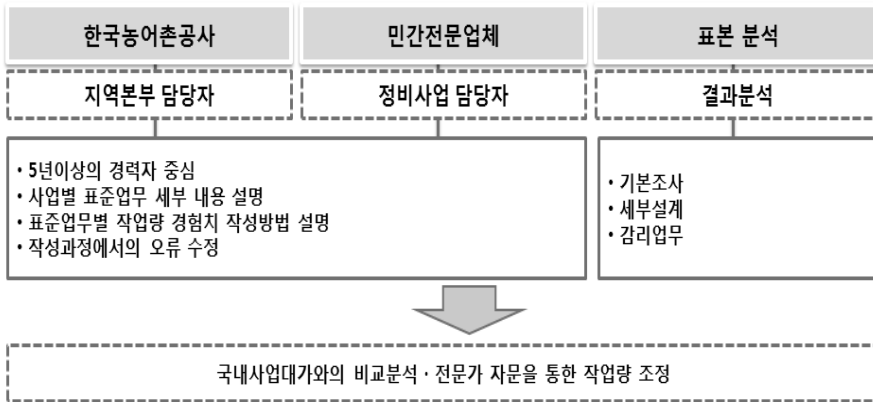 한국농어촌공사
민간전문업체
표본 분석
지역본부 담당자
정비사업 담당자
결과분석
• 5년이상의 경력자 중심
• 사업별 표준업무 세부 내용 설명
• 표준업무별 작업량 경험치 작성방법 설명
• 작성과정에서의 오류 수정
• 기본조사
• 세부설계
• 감리업무
국내사업대가와의 비교분석 · 전문가 자문을 통한 작업량 조정